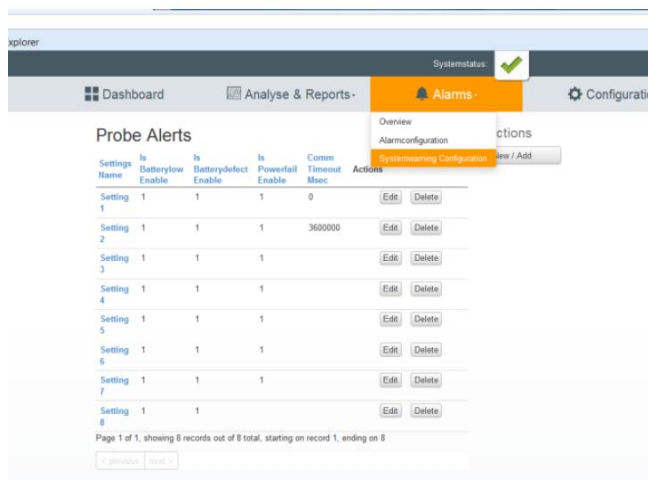 xplorer
Systemstatus:
Dashboard
Analyse & Reports
Alarms
Configurati
Overview
Alarmconfiguration
Systemwarning Configuration
Probe Alerts
ctions
New / Add
Settings Name
Is Batterylow Enable
Is Batterydefect Enable
Is Powerfail Enable
Comm Timeout Msec
Actions
Setting 1 1 1 1 0 Edit Delete
Setting 2 1 1 1 3600000 Edit Delete
Setting 3 1 1 1 Edit Delete
Setting 4 1 1 1 Edit Delete
Setting 5 1 1 1 Edit Delete
Setting 6 1 1 1 Edit Delete
Setting 7 1 1 1 Edit Delete
Setting 8 1 1 Edit Delete
Page 1 of 1, showing 8 records out of 8 total, starting on record 1, ending on 8
< previous next >